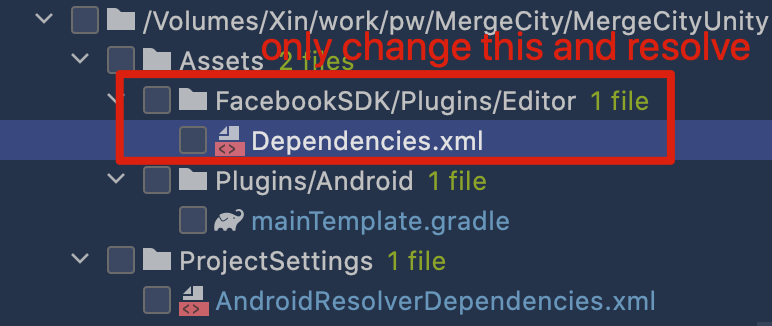 /Volumes/Xin/work/pw/MergeCity/MergeCityUnity
only change this and resolve
Assets 2 files
FacebookSDK/Plugins/Editor 1 file
Dependencies.xml
Plugins/Android 1 file
mainTemplate.gradle
ProjectSettings 1 file
AndroidResolverDependencies.xml